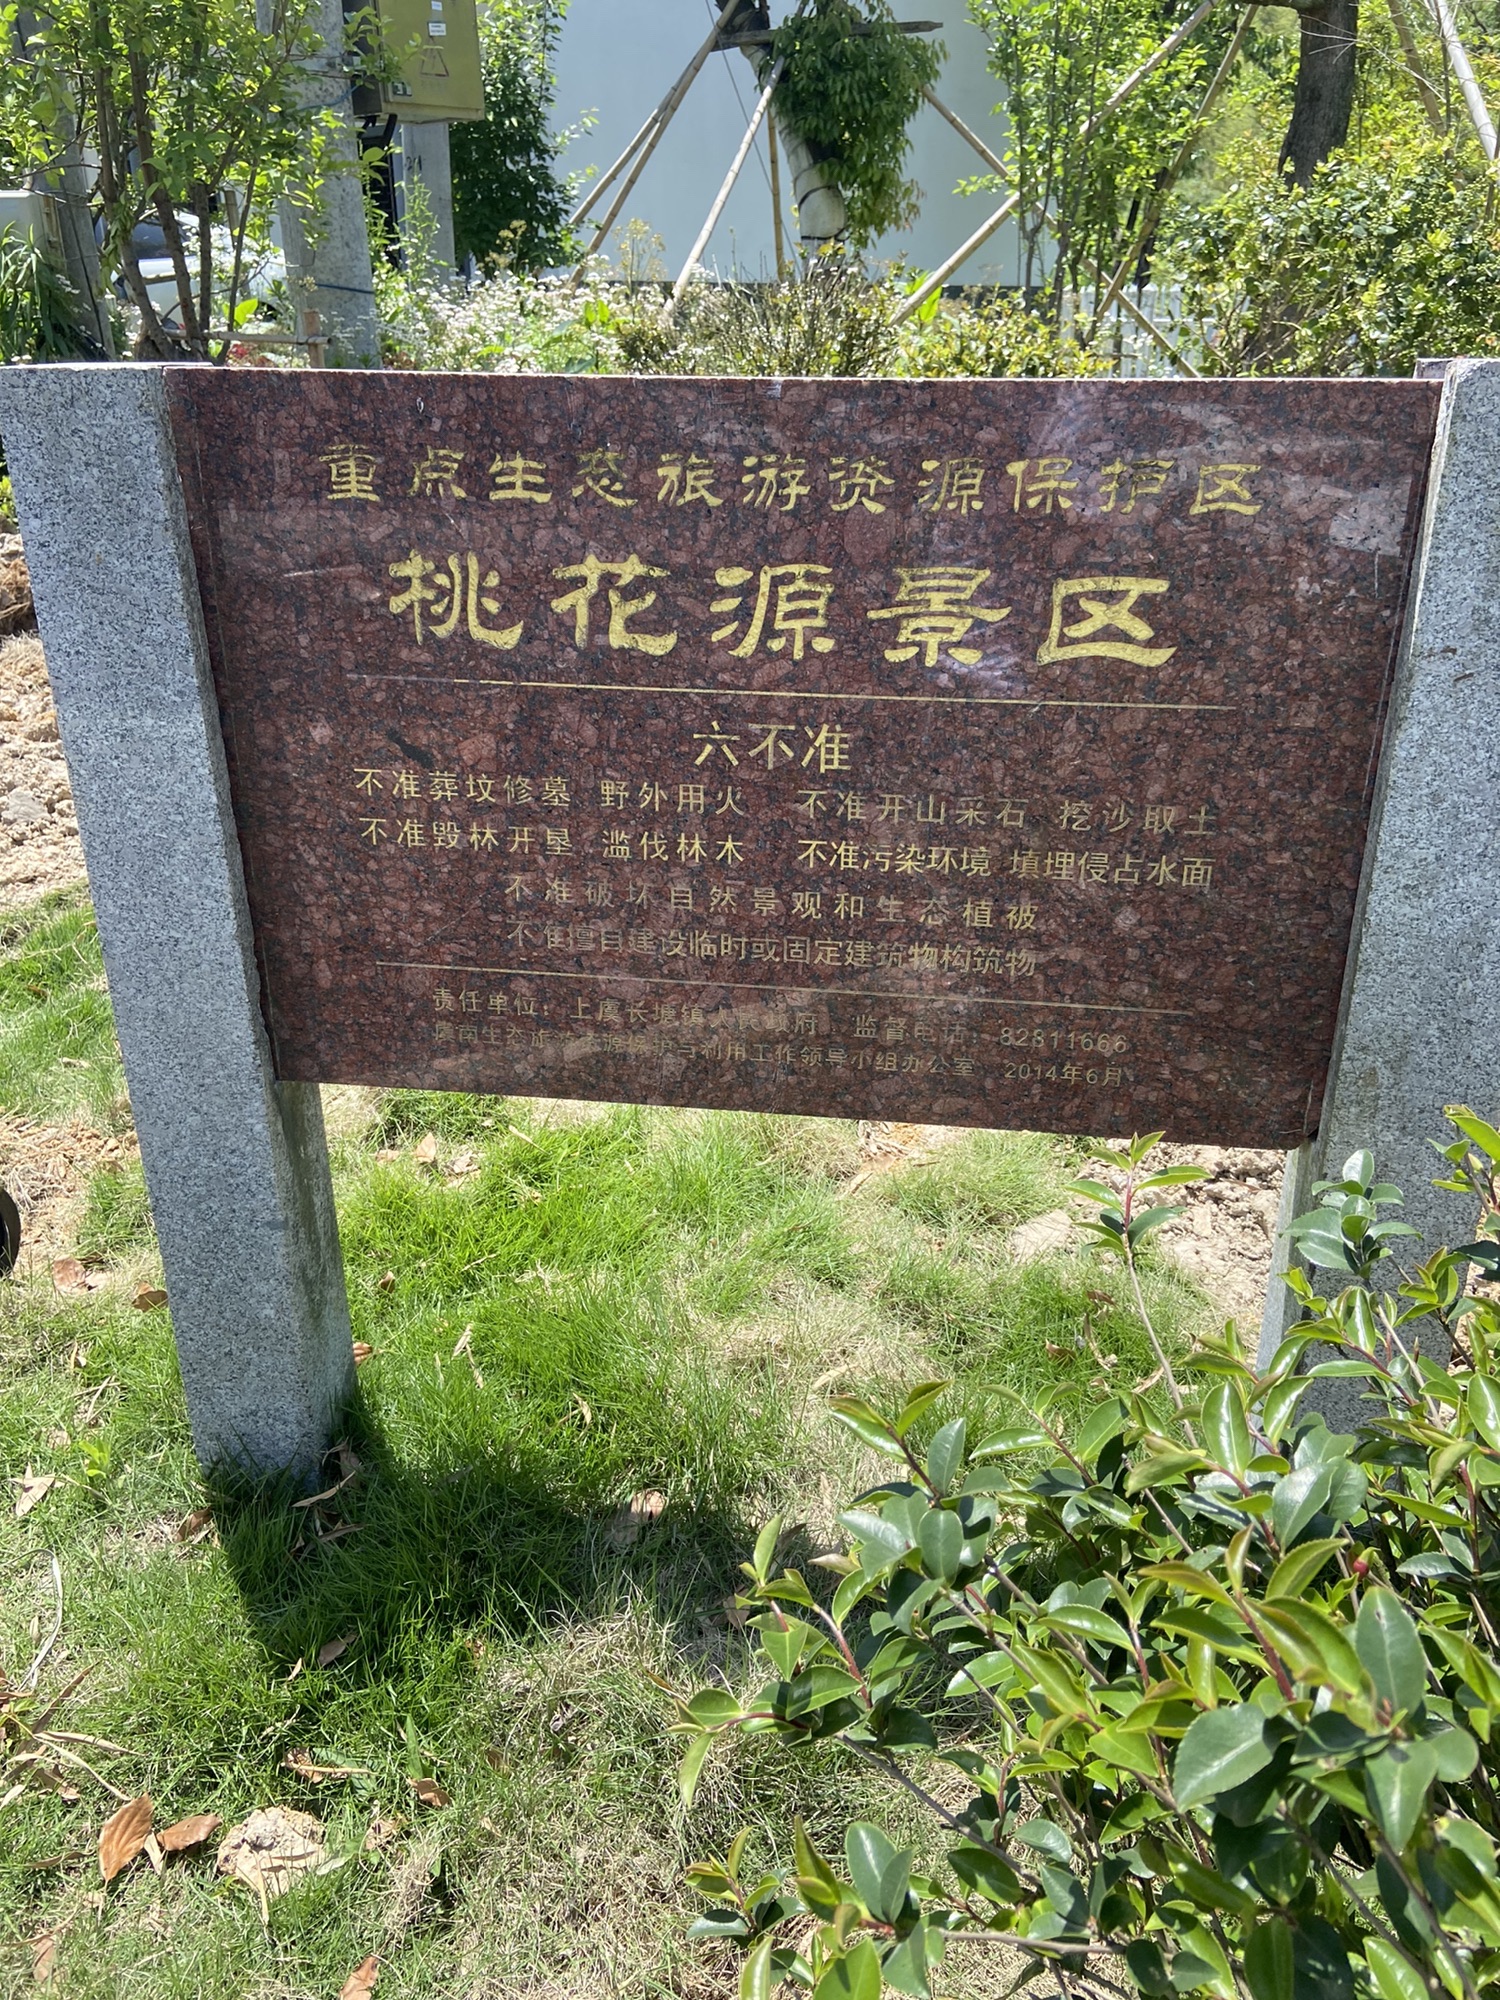 重点生态旅游资源保护区
桃花源景区
六不准
不准葬坟修墓 野外用火 不准开山采石 挖沙取土
不准毁林开垦 滥伐林木 不准污染环境 填埋侵占水面
不准破坏自然景观和生态植被
不准擅自建设临时或固定建筑物构筑物
责任单位：上虞长塘镇人民政府 监督电话：82811666
虞南生态旅游资源保护与利用工作领导小组办公室 2014年6月